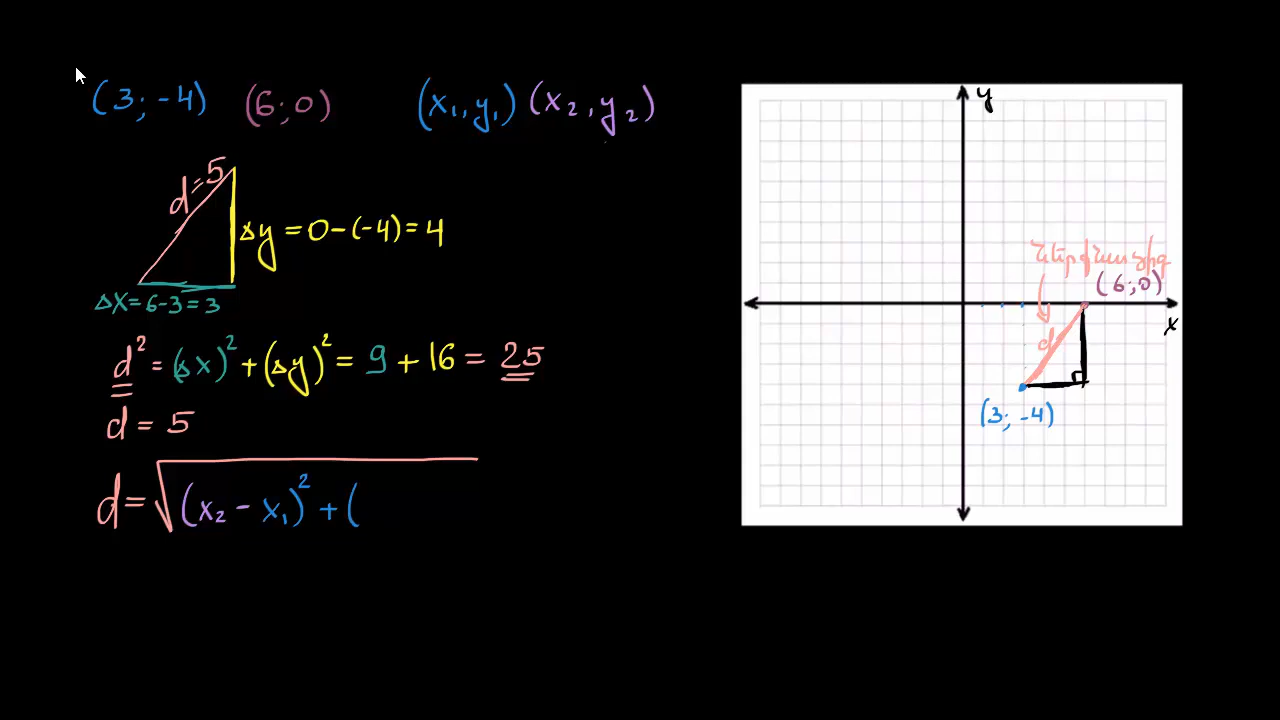 (3; -4) (6; 0) (x₁, y₁) (x₂, y₂)
d = 5
Δy = 0 - (-4) = 4
Δx = 6 - 3 = 3
d² = (Δx)² + (Δy)² = 9 + 16 = 25
d = 5
d = √(x₂ - x₁)² + (
y
(6; 0)
x
d
(3; -4)